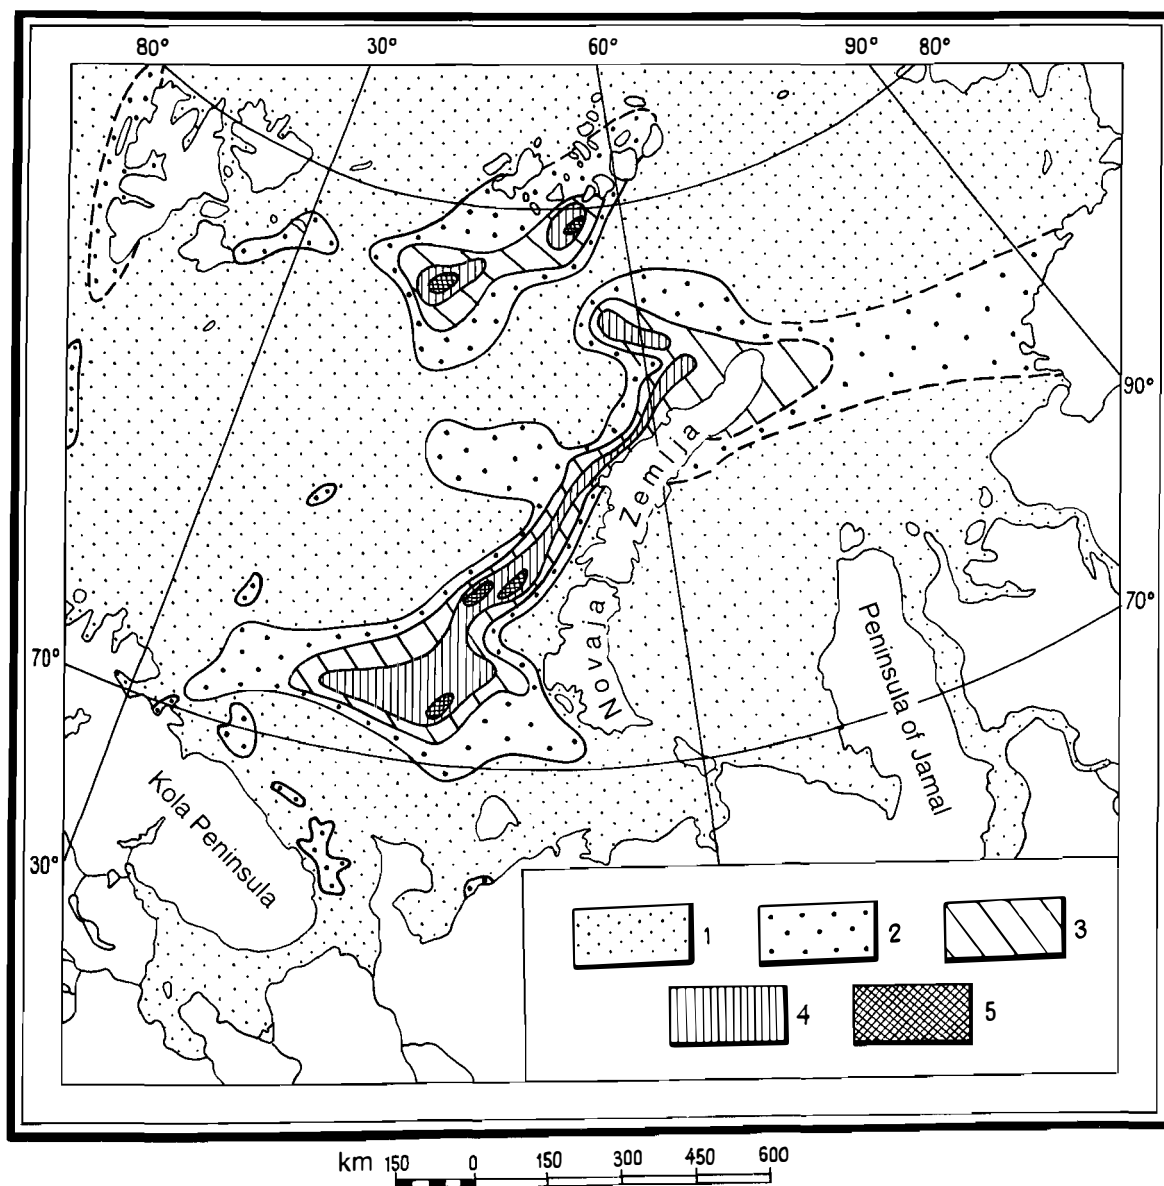 80° 30° 60° 90° 80°
90°
Zemlja
Novaja
70°
Peninsula of Jamal
70°
Kola Peninsula
30°
1 2 3
4 5
km 150 0 150 300 450 600